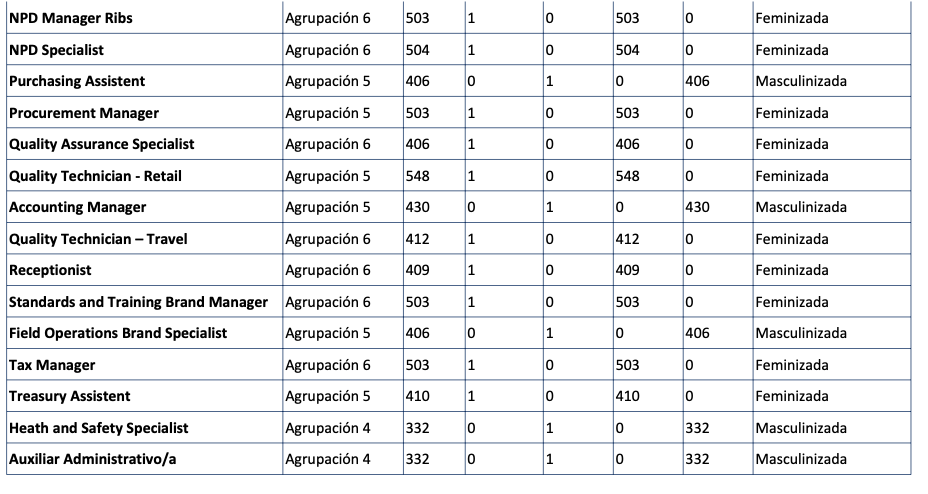 NPD Manager Ribs Agrupación 6 503 1 0 503 0 Feminizada
NPD Specialist Agrupación 6 504 1 0 504 0 Feminizada
Purchasing Assistent Agrupación 5 406 0 1 0 406 Masculinizada
Procurement Manager Agrupación 5 503 1 0 503 0 Feminizada
Quality Assurance Specialist Agrupación 6 406 1 0 406 0 Feminizada
Quality Technician - Retail Agrupación 5 548 1 0 548 0 Feminizada
Accounting Manager Agrupación 5 430 0 1 0 430 Masculinizada
Quality Technician – Travel Agrupación 6 412 1 0 412 0 Feminizada
Receptionist Agrupación 6 409 1 0 409 0 Feminizada
Standards and Training Brand Manager Agrupación 6 503 1 0 503 0 Feminizada
Field Operations Brand Specialist Agrupación 5 406 0 1 0 406 Masculinizada
Tax Manager Agrupación 6 503 1 0 503 0 Feminizada
Treasury Assistent Agrupación 5 410 1 0 410 0 Feminizada
Heath and Safety Specialist Agrupación 4 332 0 1 0 332 Masculinizada
Auxiliar Administrativo/a Agrupación 4 332 0 1 0 332 Masculinizada